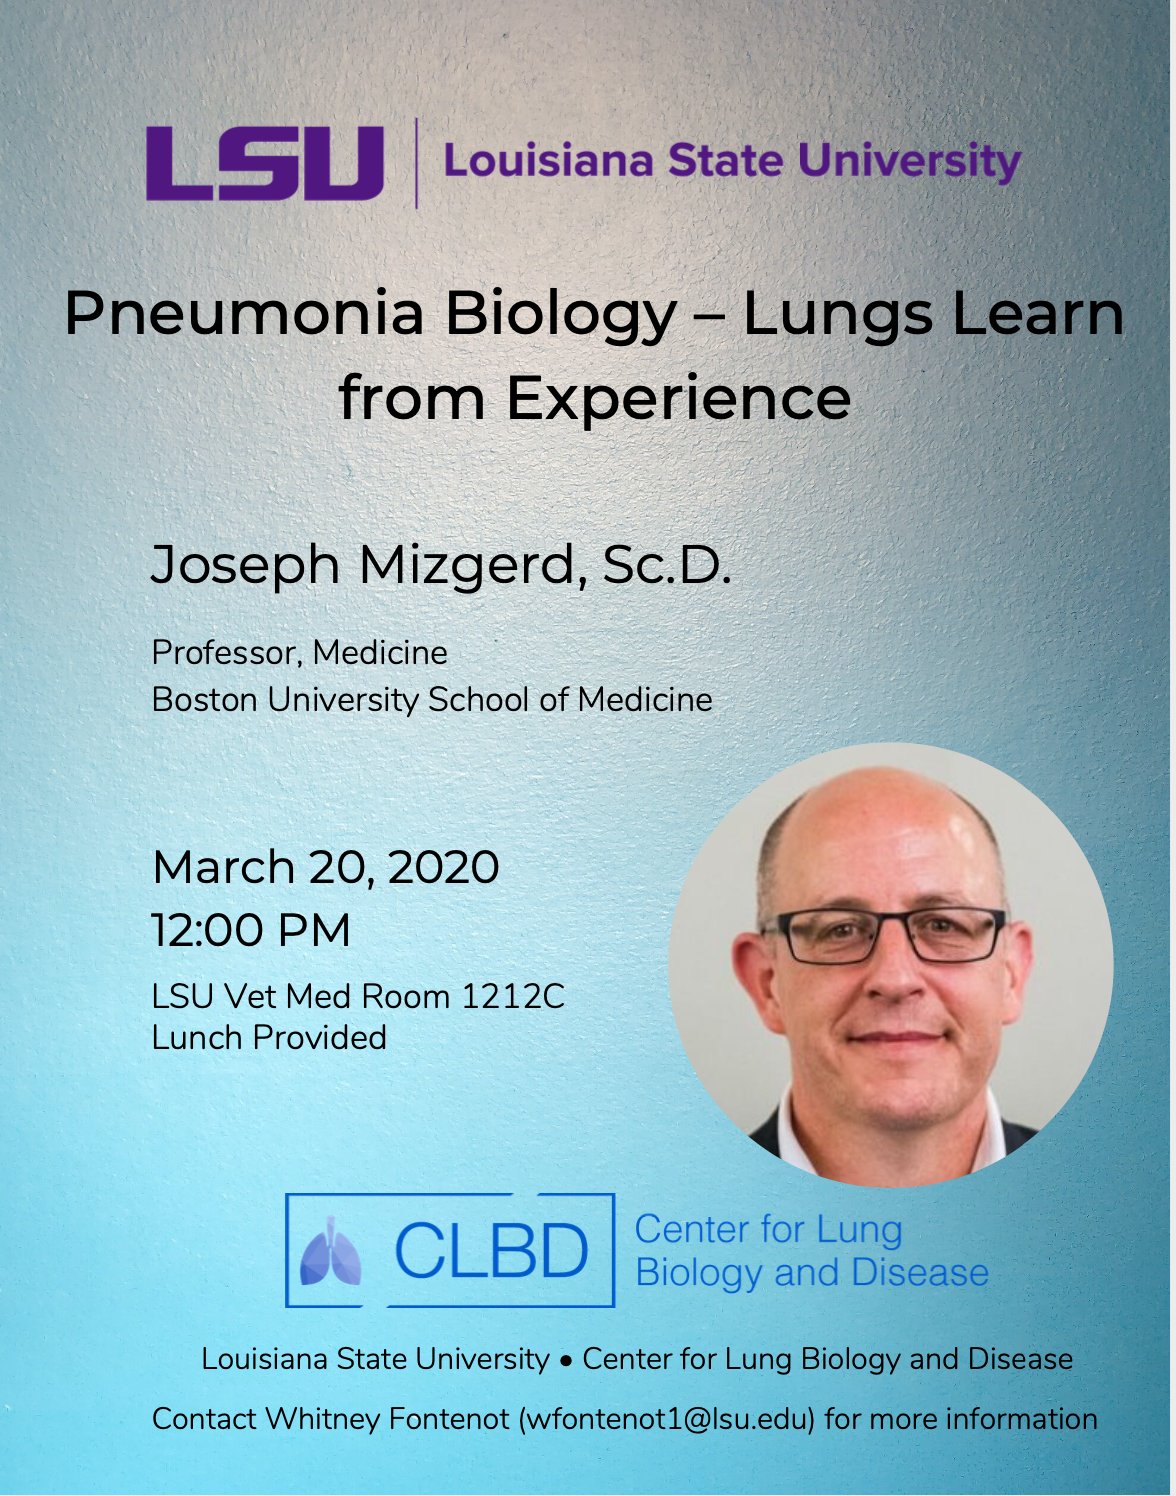 LSU | Louisiana State University
Pneumonia Biology – Lungs Learn
from Experience
Joseph Mizgerd, Sc.D.
Professor, Medicine
Boston University School of Medicine
March 20, 2020
12:00 PM
LSU Vet Med Room 1212C
Lunch Provided
CLBD
Center for Lung
Biology and Disease
Louisiana State University • Center for Lung Biology and Disease
Contact Whitney Fontenot (wfontenot1@lsu.edu) for more information